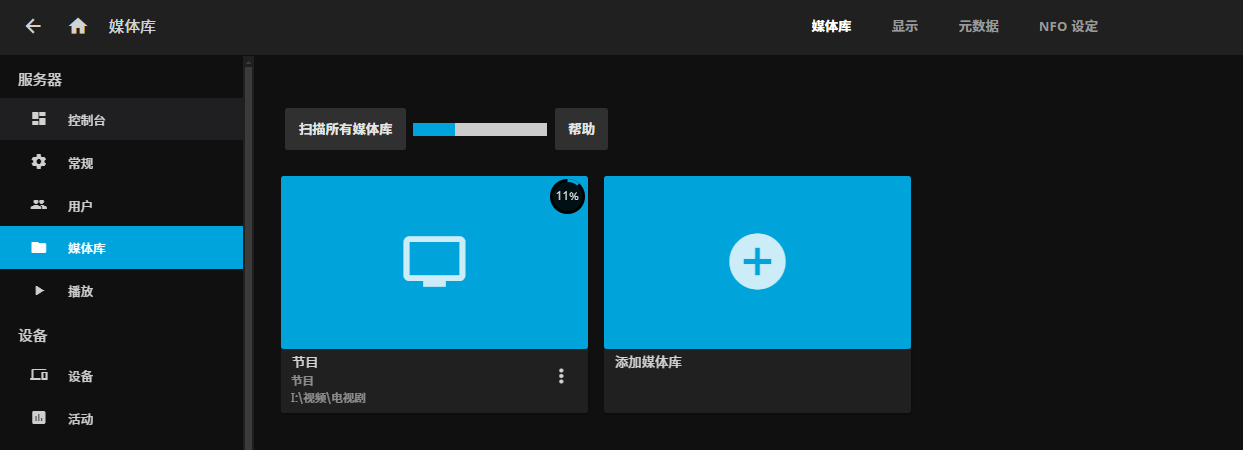 媒体库
媒体库 显示 元数据 NFO 设定
服务器
控制台
常规
用户
媒体库
播放
设备
设备
活动
扫描所有媒体库 帮助
11%
节目
节目
I:\视频\电视剧
添加媒体库